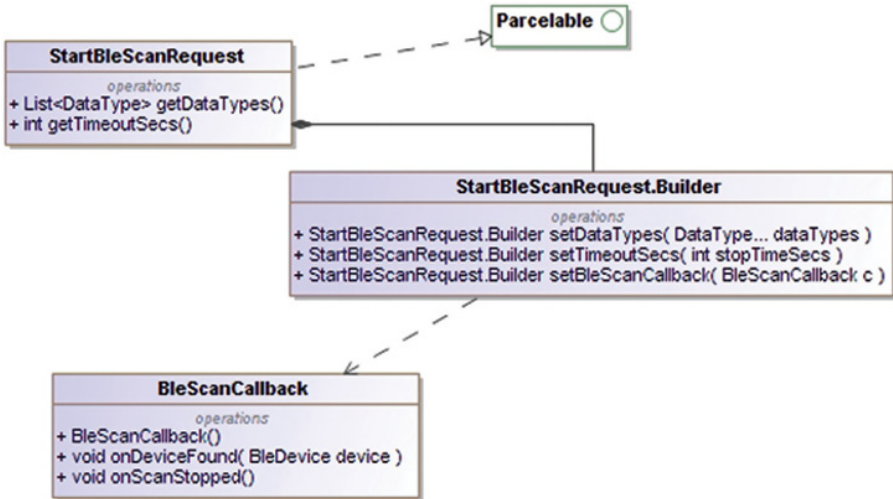 Parcelable
StartBleScanRequest
operations
+ List<DataType> getDataTypes()
+ int getTimeoutSecs()
StartBleScanRequest.Builder
operations
+ StartBleScanRequest.Builder setDataTypes( DataType... dataTypes )
+ StartBleScanRequest.Builder setTimeoutSecs( int stopTimeSecs )
+ StartBleScanRequest.Builder setBleScanCallback( BleScanCallback c )
BleScanCallback
operations
+ BleScanCallback()
+ void onDeviceFound( BleDevice device )
+ void onScanStopped()